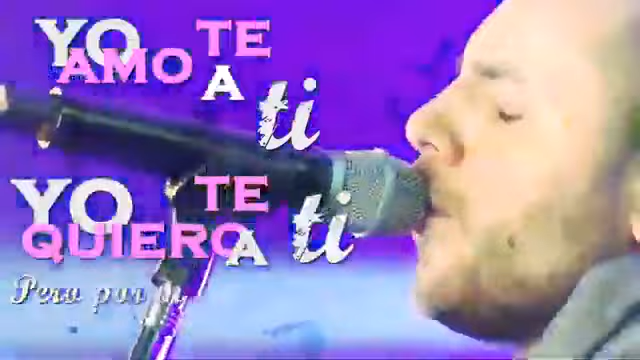 YO TE
AMO A ti
YO TE
QUIERO A ti
Pero por